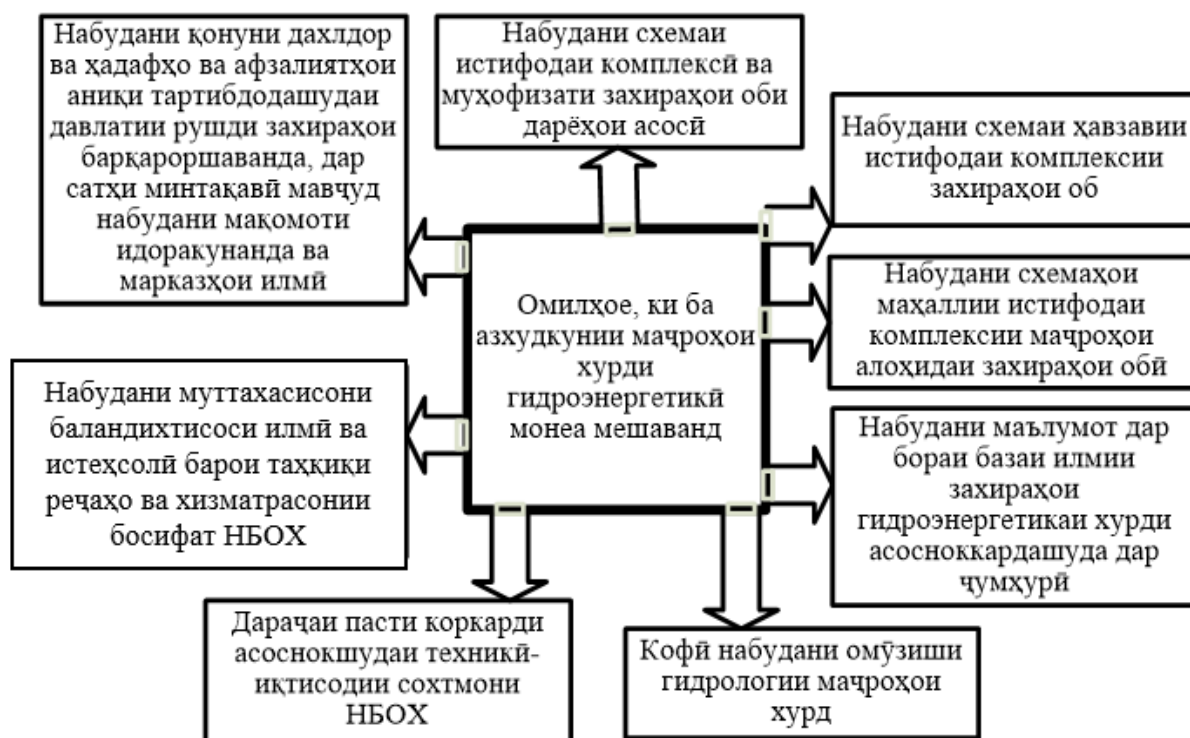 Набудани қонуни дахлдор
ва ҳадафҳо ва афзалиятҳои
аниқи тартибдодашудаи
давлатии рушди захираҳои
барқароршаванда, дар
сатҳи минтақавӣ мавҷуд
набудани мақомоти
идоракунанда ва
марказҳои илмӣ
Набудани схемаи
истифодаи комплексӣ ва
муҳофизати захираҳои оби
дарёҳои асосӣ
Набудани схемаи ҳавзавии
истифодаи комплексии
захираҳои об
Набудани схемаҳои
маҳаллии истифодаи
комплексии маҷроҳои
алоҳидаи захираҳои обӣ
Омилҳое, ки ба
азхудкунии маҷроҳои
хурди
гидроэнергетикӣ
монеа мешаванд
Набудани муттахасисони
баландихтисоси илмӣ ва
истеҳсолӣ барои таҳқиқи
реҷаҳо ва хизматрасонии
босифат НБОХ
Набудани маълумот дар
бораи базаи илмии
захираҳои
гидроэнергетикаи хурди
асосноккардашуда дар
ҷумҳурӣ
Дараҷаи пасти коркарди
асоснокшудаи техникӣ-
иқтисодии сохтмони
НБОХ
Кофӣ набудани омӯзиши
гидрологии маҷроҳои
хурд